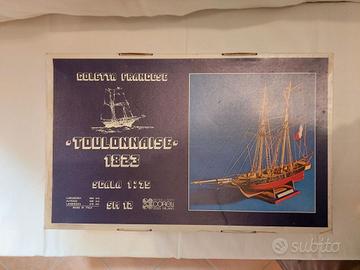 GOLETTA FRANCESE
"TOULONNAISE"
1823
SCALA 1:75
SM 12
COREL
subito